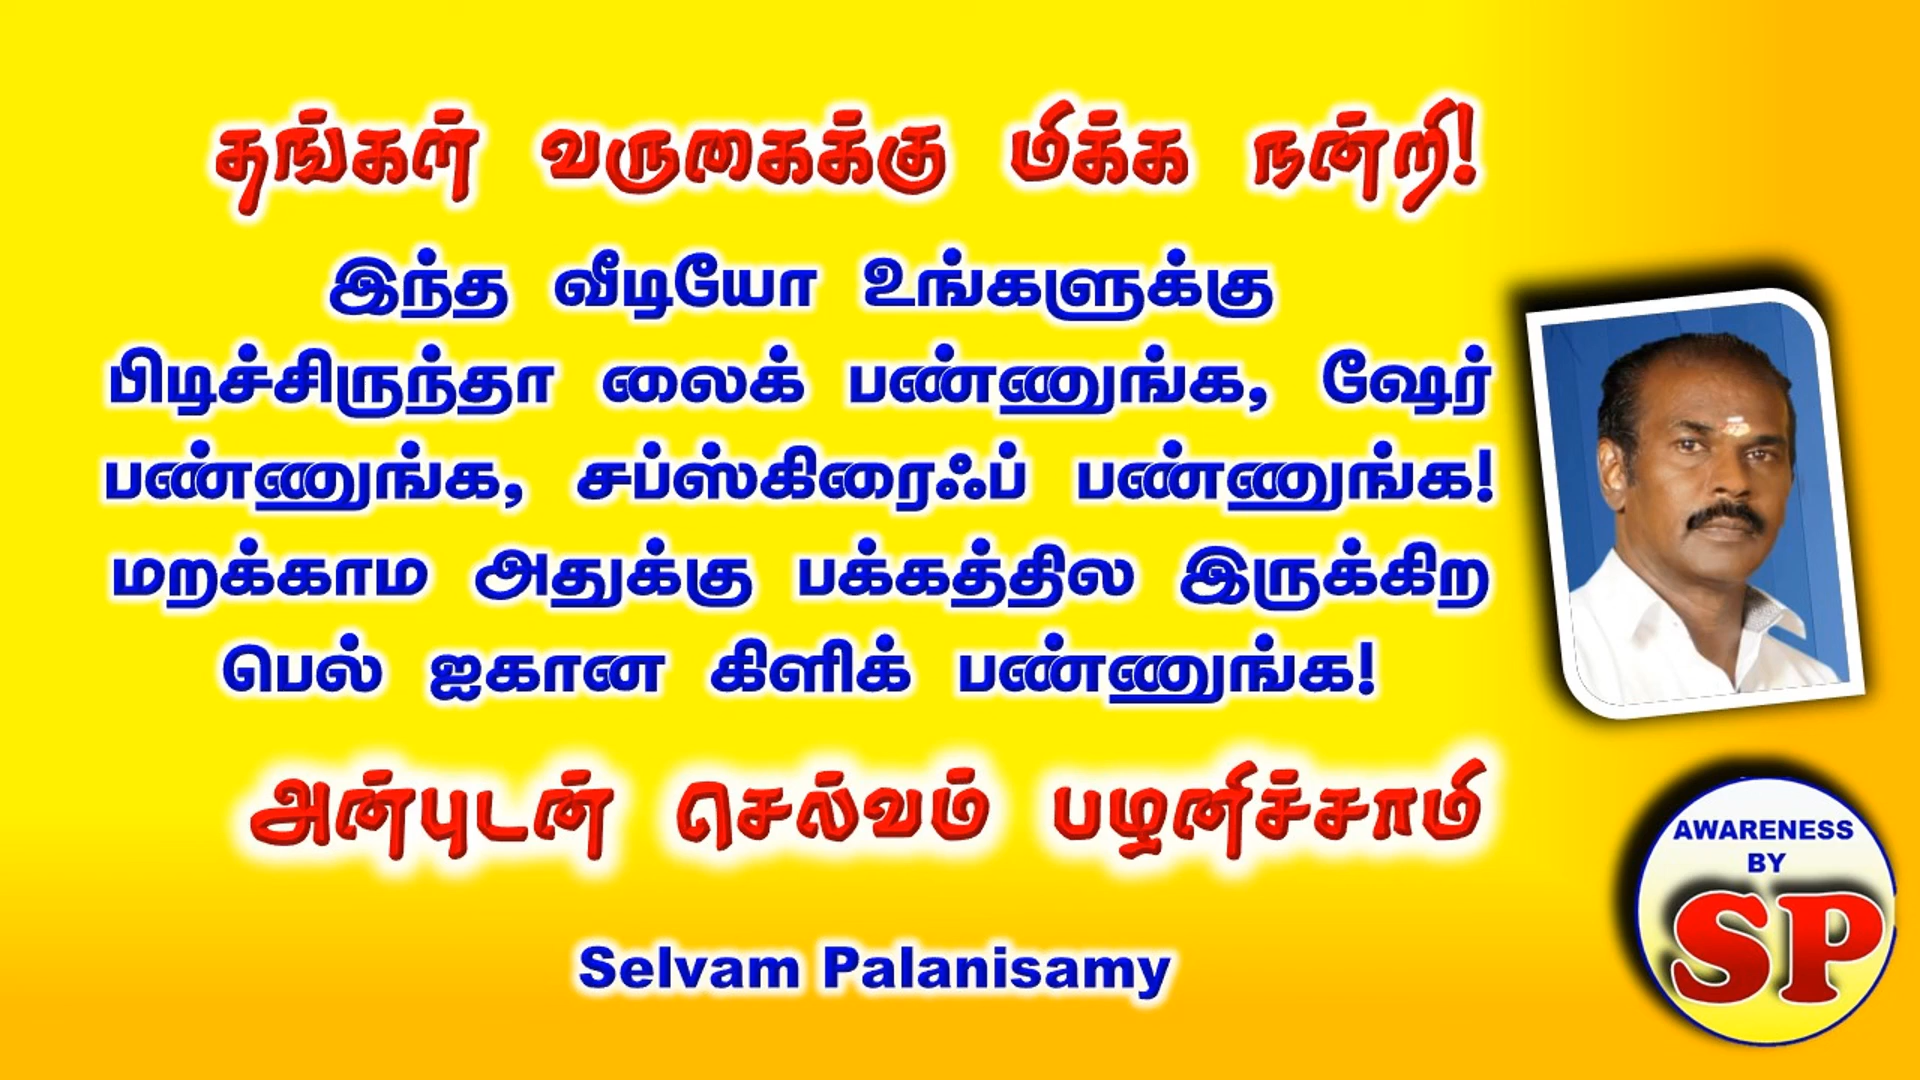 தங்கள் வருகைக்கு மிக்க நன்றி!
இந்த வீடியோ உங்களுக்கு
பிடிச்சிருந்தா லைக் பண்ணுங்க, ஷேர்
பண்ணுங்க, சப்ஸ்கிரைஃப் பண்ணுங்க!
மறக்காம அதுக்கு பக்கத்தில இருக்கிற
பெல் ஐகான கிளிக் பண்ணுங்க!
அன்புடன் செல்வம் பழனிச்சாமி
Selvam Palanisamy
AWARENESS
BY
SP